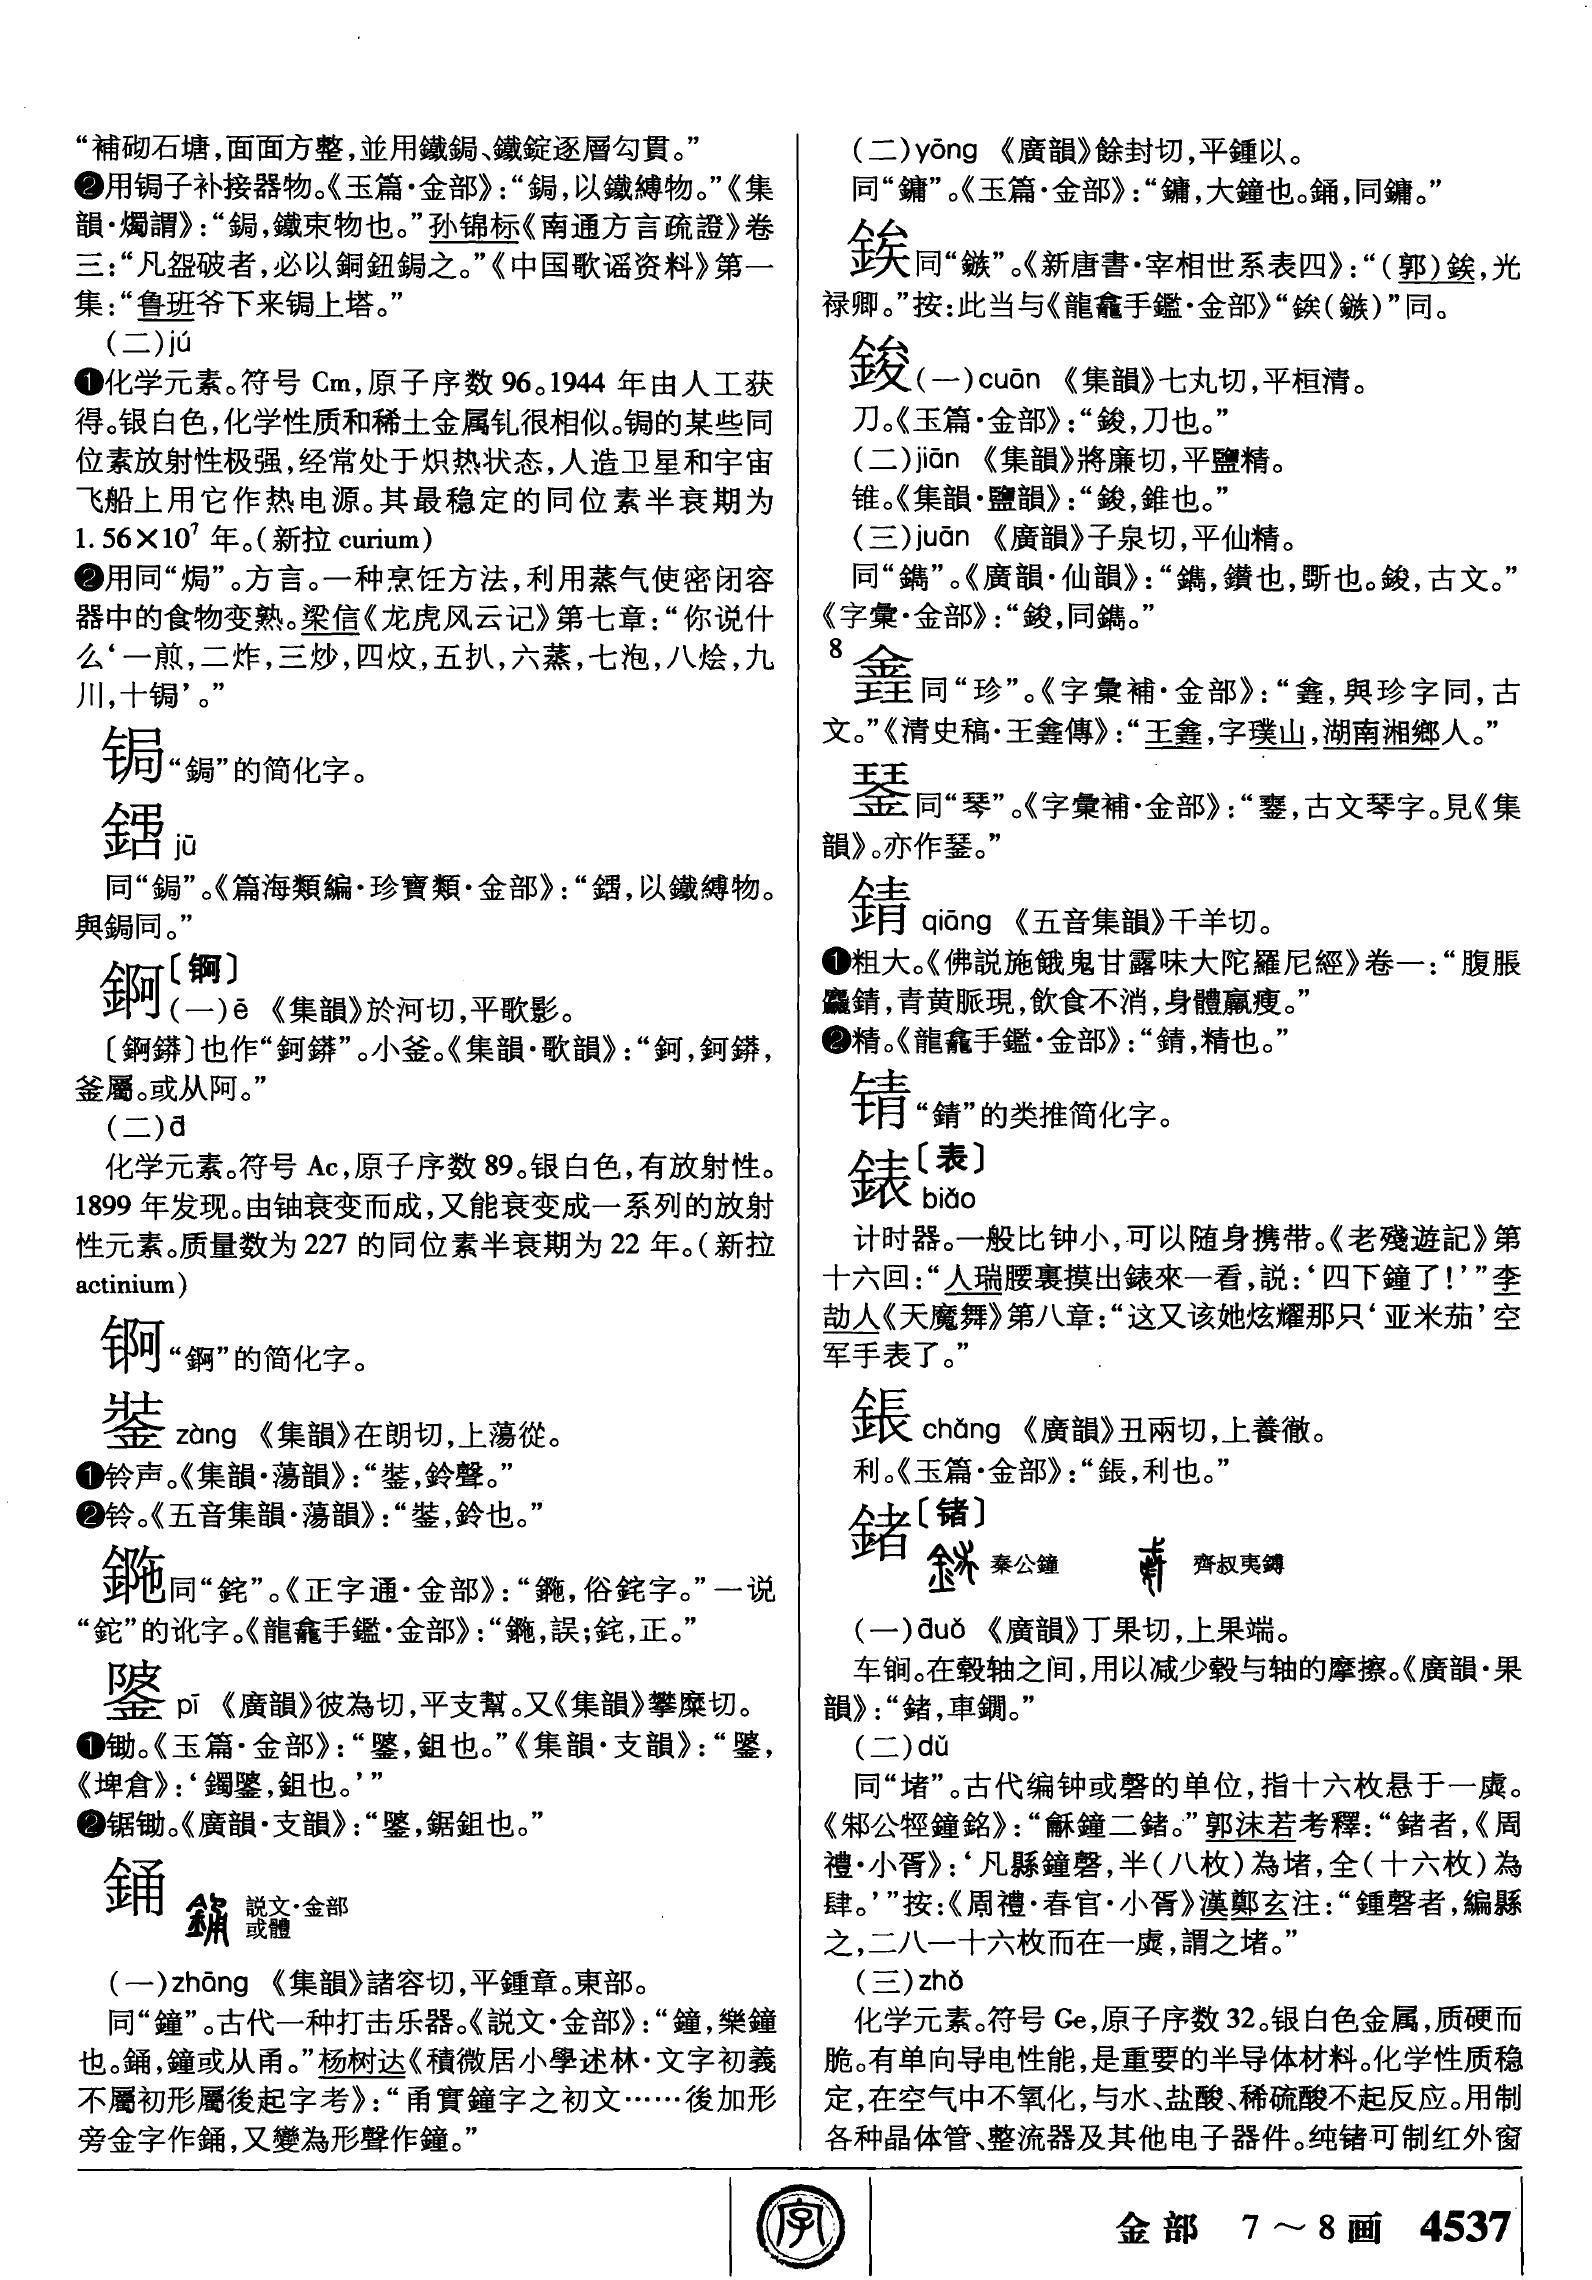 “補砌石塘，面面方整，並用鐵鋦、鐵錠逐層勾貫。”
❷用锔子补接器物。《玉篇·金部》：“鋦，以鐵縛物。”《集
韻·燭韻》：“鋦，鐵束物也。”孙锦标《南通方言疏證》卷
三：“凡盌破者，必以銅鈕鋦之。”《中国歌谣资料》第一
集：“鲁班爷下来锔上塔。”
（二）jú
❶化学元素。符号 Cm，原子序数 96。1944 年由人工获
得。银白色，化学性质和稀土金属钆很相似。锔的某些同
位素放射性极强，经常处于炽热状态，人造卫星和宇宙
飞船上用它作热电源。其最稳定的同位素半衰期为
1.56×10⁷ 年。（新拉 curium）
❷用同“焗”。方言。一种烹饪方法，利用蒸气使密闭容
器中的食物变熟。梁信《龙虎风云记》第七章：“你说什
么‘一煎，二炸，三炒，四炆，五扒，六蒸，七泡，八烩，九
川，十锔’。”
锔“鋦”的简化字。
jū
同“鋦”。《篇海類編·珍寶類·金部》：“，以鐵縛物。
與鋦同。”
錒〔锕〕
（一）ē 《集韻》於河切，平歌影。
〔錒鏘〕也作“鈳”。小釜。《集韻·歌韻》：“鈳，鈳，
釜屬。或从阿。”
（二）ā
化学元素。符号 Ac，原子序数 89。银白色，有放射性。
1899 年发现。由铀衰变而成，又能衰变成一系列的放射
性元素。质量数为 227 的同位素半衰期为 22 年。（新拉
actinium）
锕“錒”的简化字。
zàng 《集韻》在朗切，上蕩從。
❶铃声。《集韻·蕩韻》：“，鈴聲。”
❷铃。《五音集韻·蕩韻》：“，鈴也。”
同“鉈”。《正字通·金部》：“，俗鉈字。”一说
“鉈”的讹字。《龍龕手鑑·金部》：“，誤；鉈，正。”
pī 《廣韻》彼為切，平支幫。又《集韻》攀糜切。
❶锄。《玉篇·金部》：“，鉏也。”《集韻·支韻》：“，
《埤倉》：‘鐲，鉏也。’”
❷锯锄。《廣韻·支韻》：“，鋸鉏也。”
銿 説文·金部
或體
（一）zhōng 《集韻》諸容切，平鍾章。東部。
同“鐘”。古代一种打击乐器。《説文·金部》：“鐘，樂鐘
也。銿，鐘或从甬。”杨树达《積微居小學述林·文字初義
不屬初形屬後起字考》：“甬實鐘字之初文……後加形
旁金字作銿，又變為形聲作鐘。”
（二）yōng 《廣韻》餘封切，平鍾以。
同“鏞”。《玉篇·金部》：“鏞，大鐘也。銿，同鏞。”
同“鏃”。《新唐書·宰相世系表四》：“（郭），光
禄卿。”按：此当与《龍龕手鑑·金部》“（鏃）”同。
鋑（一）cuān 《集韻》七丸切，平桓清。
刀。《玉篇·金部》：“鋑，刀也。”
（二）jiān 《集韻》將廉切，平鹽精。
锥。《集韻·鹽韻》：“鋑，錐也。”
（三）juān 《廣韻》子泉切，平仙精。
同“鐫”。《廣韻·仙韻》：“鐫，鑽也，斲也。鋑，古文。”
《字彙·金部》：“鋑，同鐫。”
8
鍂同“珍”。《字彙補·金部》：“，與珍字同，古
文。”《清史稿·王傳》：“王，字璞山，湖南湘鄉人。”
同“琴”。《字彙補·金部》：“，古文琴字。見《集
韻》。亦作。”
錆 qiāng 《五音集韻》千羊切。
❶粗大。《佛説施餓鬼甘露味大陀羅尼經》卷一：“腹脹
麤錆，青黄脈現，飲食不消，身體羸瘦。”
❷精。《龍龕手鑑·金部》：“錆，精也。”
锖“錆”的类推简化字。
錶〔表〕
biǎo
计时器。一般比钟小，可以随身携带。《老殘遊記》第
十六回：“人瑞腰裏摸出錶來一看，説：‘四下鐘了！’”李
劼人《天魔舞》第八章：“这又该她炫耀那只‘亚米茄’空
军手表了。”
鋹 chǎng 《廣韻》丑兩切，上養徹。
利。《玉篇·金部》：“鋹，利也。”
鍺〔锗〕
秦公鐘 齊叔夷鎛
（一）duǒ 《廣韻》丁果切，上果端。
车锏。在毂轴之间，用以减少毂与轴的摩擦。《廣韻·果
韻》：“鍺，車鐗。”
（二）dǔ
同“堵”。古代编钟或磬的单位，指十六枚悬于一虡。
《邾公牼鐘銘》：“龢鐘二鍺。”郭沫若考釋：“鍺者，《周
禮·小胥》：‘凡縣鐘磬，半（八枚）為堵，全（十六枚）為
肆。’”按：《周禮·春官·小胥》漢鄭玄注：“鍾磬者，編縣
之，二八一十六枚而在一虡，謂之堵。”
（三）zhě
化学元素。符号 Ge，原子序数 32。银白色金属，质硬而
脆。有单向导电性能，是重要的半导体材料。化学性质稳
定，在空气中不氧化，与水、盐酸、稀硫酸不起反应。用制
各种晶体管、整流器及其他电子器件。纯锗可制红外窗
字
金部 7～8画 4537